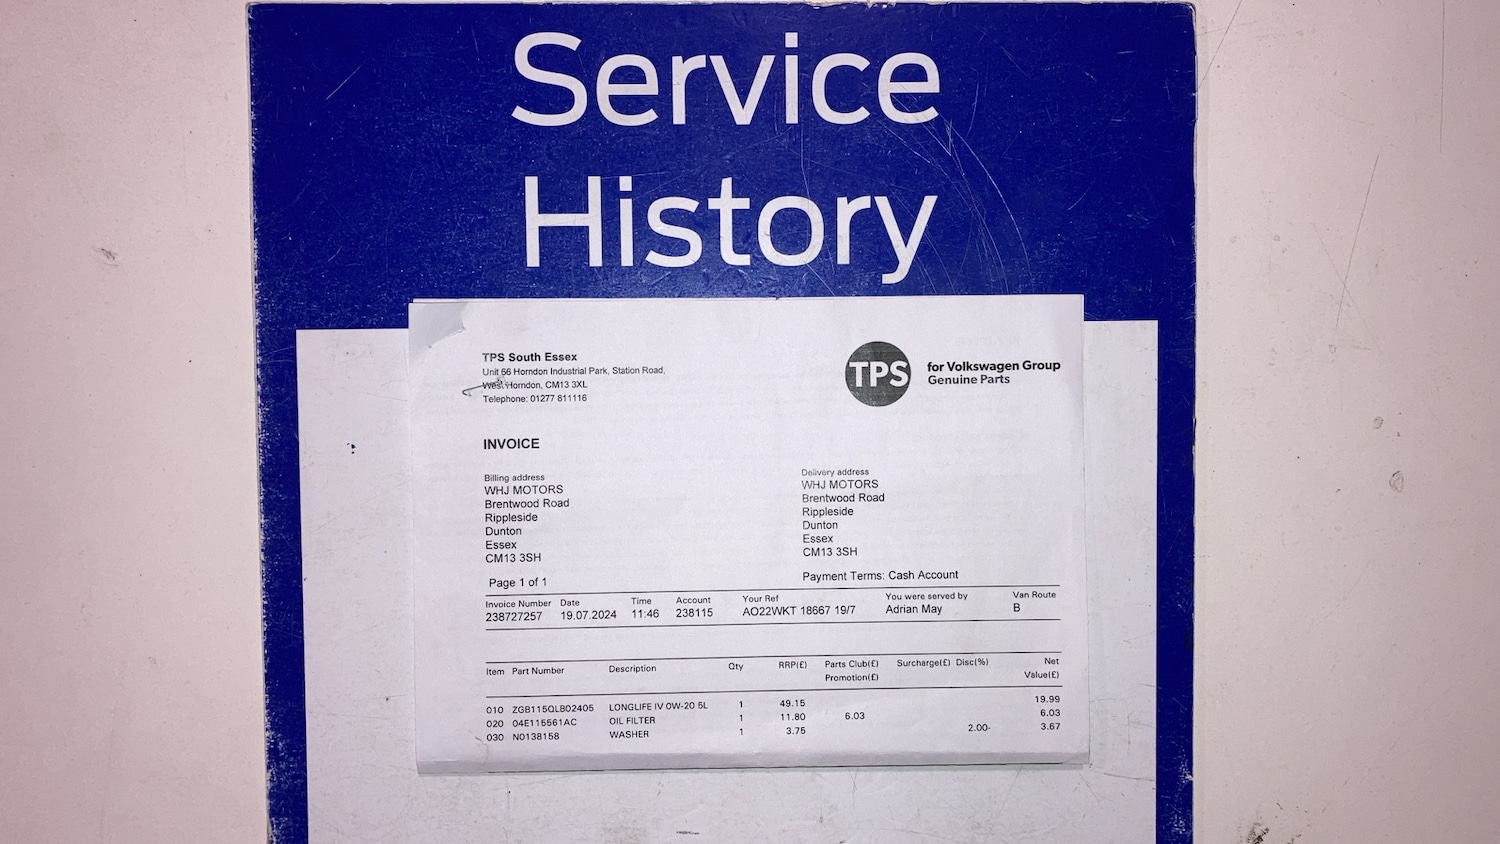 Service
History
TPS South Essex
Unit 66 Horndon Industrial Park, Station Road,
West Horndon, CM13 3XL
Telephone: 01277 811116
TPS for Volkswagen Group
Genuine Parts
INVOICE
Billing address
WHJ MOTORS
Brentwood Road
Rippleside
Dunton
Essex
CM13 3SH
Delivery address
WHJ MOTORS
Brentwood Road
Rippleside
Dunton
Essex
CM13 3SH
Page 1 of 1
Payment Terms: Cash Account
Invoice Number Date Time Account Your Ref You were served by Van Route
238727257 19.07.2024 11:46 238115 AO22WKT 18667 19/7 Adrian May B
Item Part Number Description Qty RRP(£) Parts Club(£) Surcharge(£) Disc(%) Net
Promotion(£) Value(£)
010 ZGB115QLB02405 LONGLIFE IV 0W-20 5L 1 49.15 19.99
020 04E115561AC OIL FILTER 1 11.80 6.03 6.03
030 N0138158 WASHER 1 3.75 2.00- 3.67